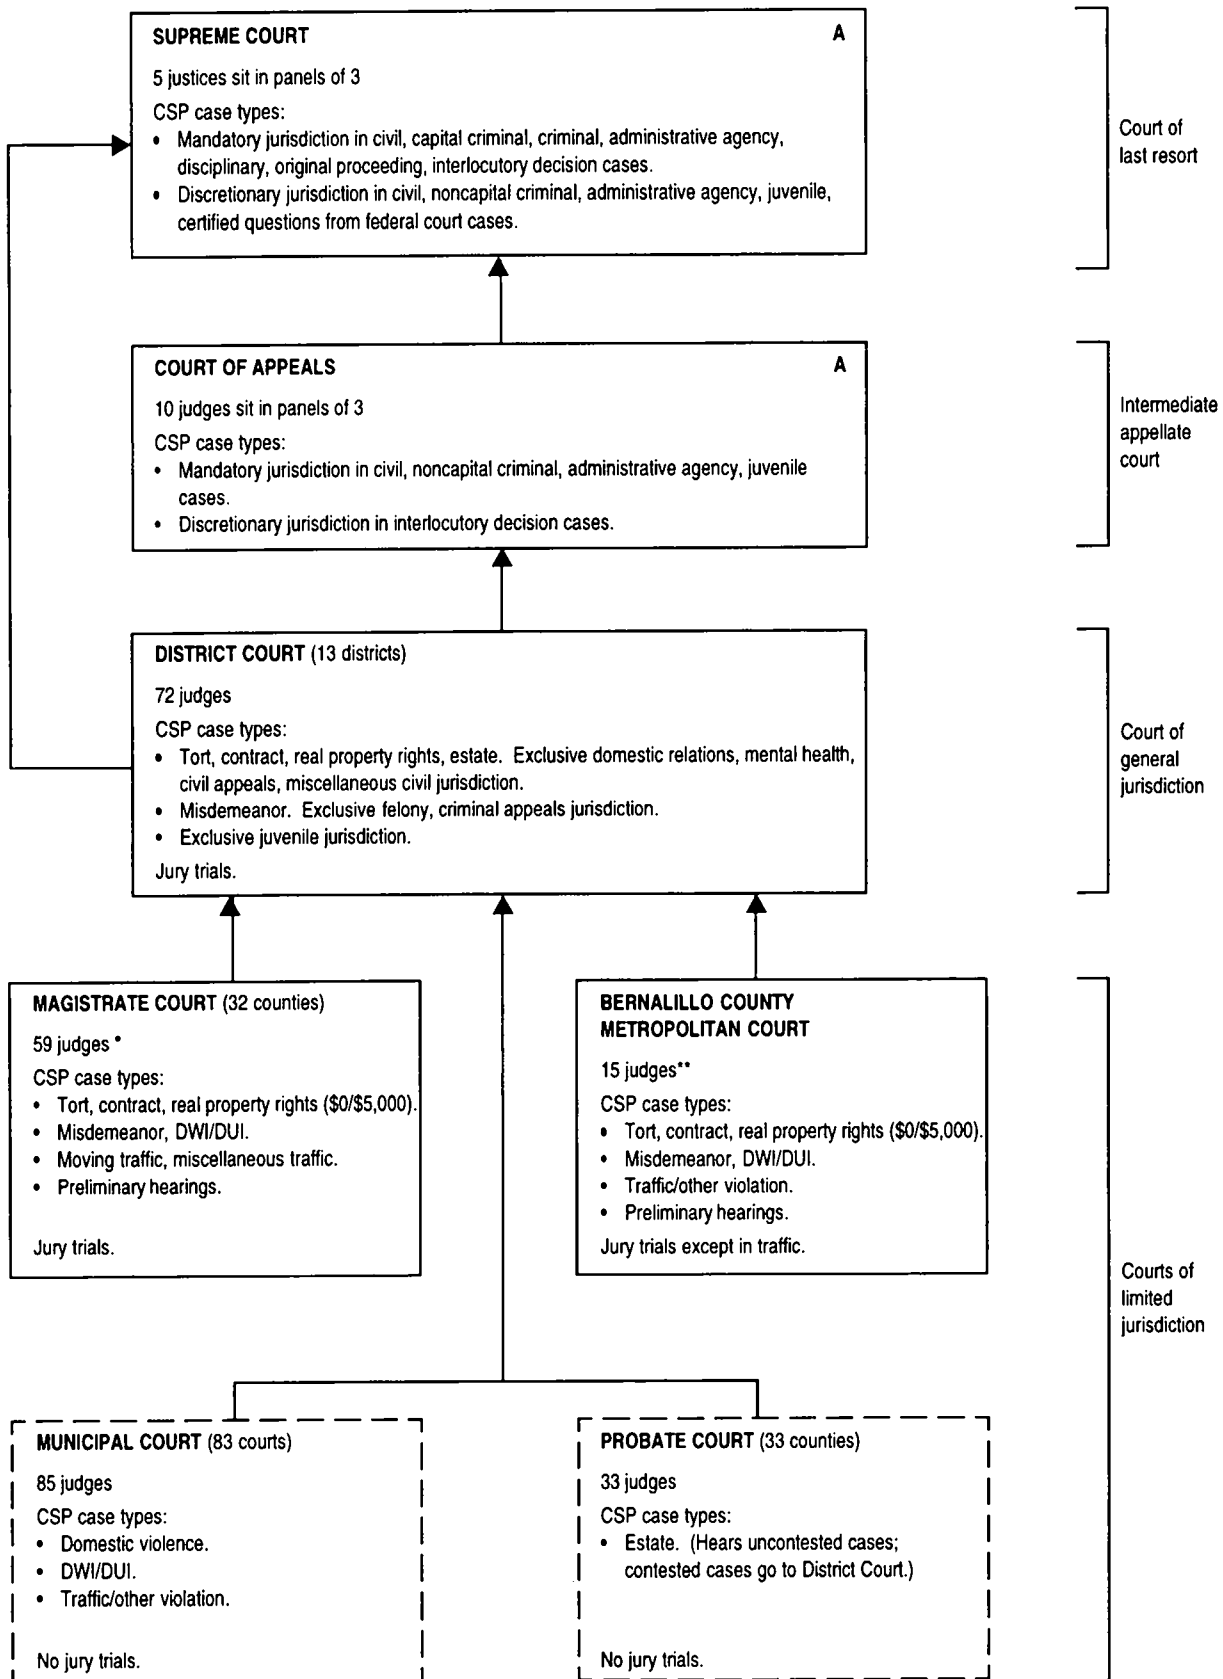 SUPREME COURT A
5 justices sit in panels of 3
CSP case types:
• Mandatory jurisdiction in civil, capital criminal, criminal, administrative agency,
disciplinary, original proceeding, interlocutory decision cases.
• Discretionary jurisdiction in civil, noncapital criminal, administrative agency, juvenile,
certified questions from federal court cases.
Court of
last resort
COURT OF APPEALS A
10 judges sit in panels of 3
CSP case types:
• Mandatory jurisdiction in civil, noncapital criminal, administrative agency, juvenile
cases.
• Discretionary jurisdiction in interlocutory decision cases.
Intermediate
appellate
court
DISTRICT COURT (13 districts)
72 judges
CSP case types:
• Tort, contract, real property rights, estate. Exclusive domestic relations, mental health,
civil appeals, miscellaneous civil jurisdiction.
• Misdemeanor. Exclusive felony, criminal appeals jurisdiction.
• Exclusive juvenile jurisdiction.
Jury trials.
Court of
general
jurisdiction
MAGISTRATE COURT (32 counties)
59 judges *
CSP case types:
• Tort, contract, real property rights ($0/$5,000).
• Misdemeanor, DWI/DUI.
• Moving traffic, miscellaneous traffic.
• Preliminary hearings.
Jury trials.
BERNALILLO COUNTY
METROPOLITAN COURT
15 judges**
CSP case types:
• Tort, contract, real property rights ($0/$5,000).
• Misdemeanor, DWI/DUI.
• Traffic/other violation.
• Preliminary hearings.
Jury trials except in traffic.
Courts of
limited
jurisdiction
MUNICIPAL COURT (83 courts)
85 judges
CSP case types:
• Domestic violence.
• DWI/DUI.
• Traffic/other violation.
No jury trials.
PROBATE COURT (33 counties)
33 judges
CSP case types:
• Estate. (Hears uncontested cases;
contested cases go to District Court.)
No jury trials.